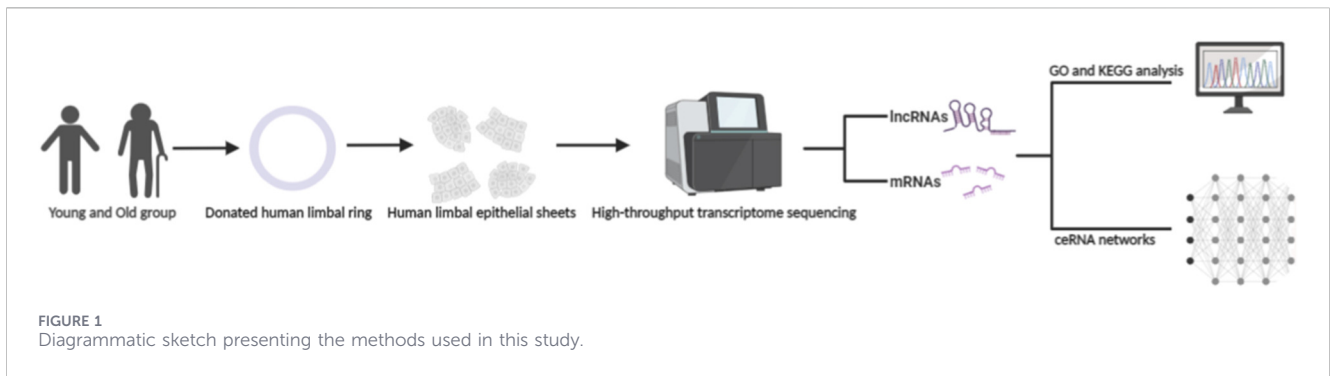 Young and Old group
Donated human limbal ring
Human limbal epithelial sheets
High-throughput transcriptome sequencing
lncRNAs
mRNAs
GO and KEGG analysis
ceRNA networks
FIGURE 1
Diagrammatic sketch presenting the methods used in this study.